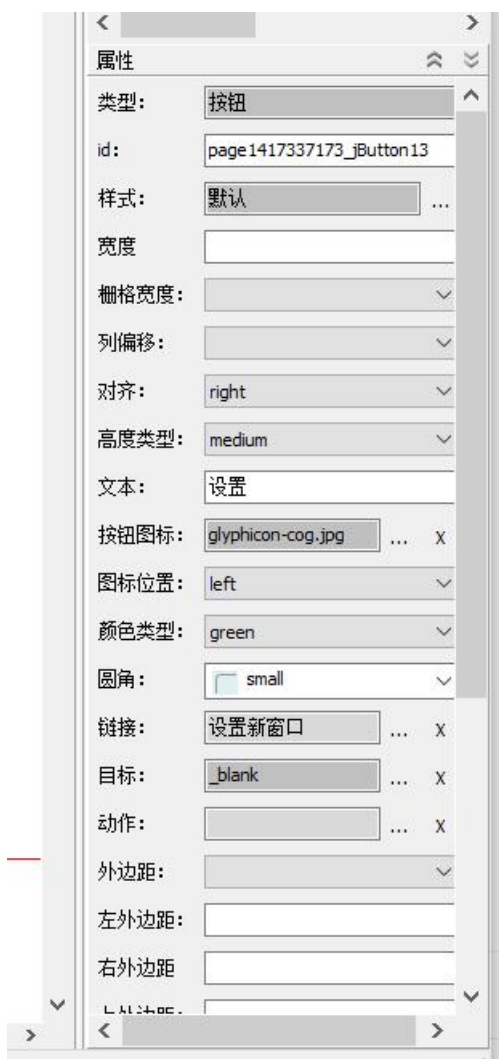 属性
类型: 按钮
id: page1417337173_jButton13
样式: 默认 ...
宽度
栅格宽度:
列偏移:
对齐: right
高度类型: medium
文本: 设置
按钮图标: glyphicon-cog.jpg ... x
图标位置: left
颜色类型: green
圆角: small
链接: 设置新窗口 ... x
目标: _blank ... x
动作: ... x
外边距:
左外边距:
右外边距